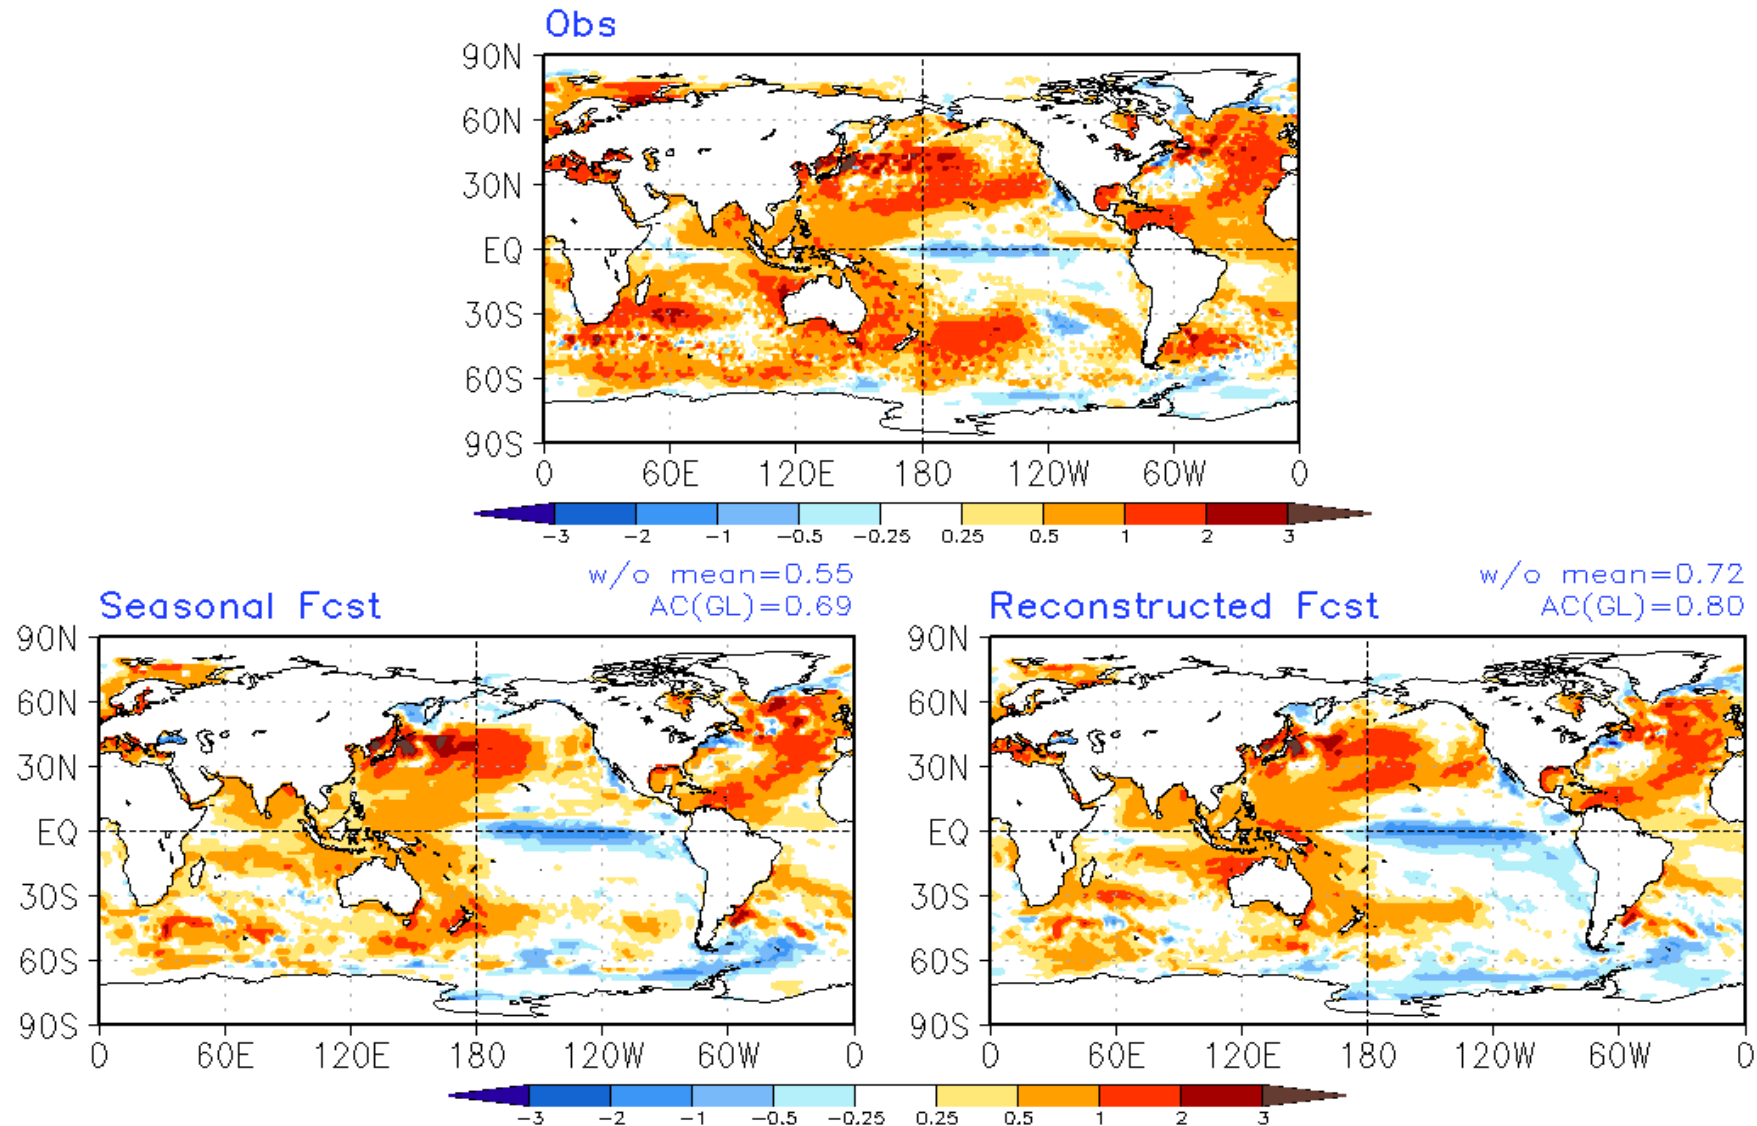 Obs
90N
60N
30N
EQ
30S
60S
90S
0 60E 120E 180 120W 60W 0
-3 -2 -1 -0.5 -0.25 0.25 0.5 1 2 3
w/o mean=0.55
Seasonal Fcst AC(GL)=0.69
90N
60N
30N
EQ
30S
60S
90S
0 60E 120E 180 120W 60W 0
w/o mean=0.72
Reconstructed Fcst AC(GL)=0.80
90N
60N
30N
EQ
30S
60S
90S
0 60E 120E 180 120W 60W 0
-3 -2 -1 -0.5 -0.25 0.25 0.5 1 2 3